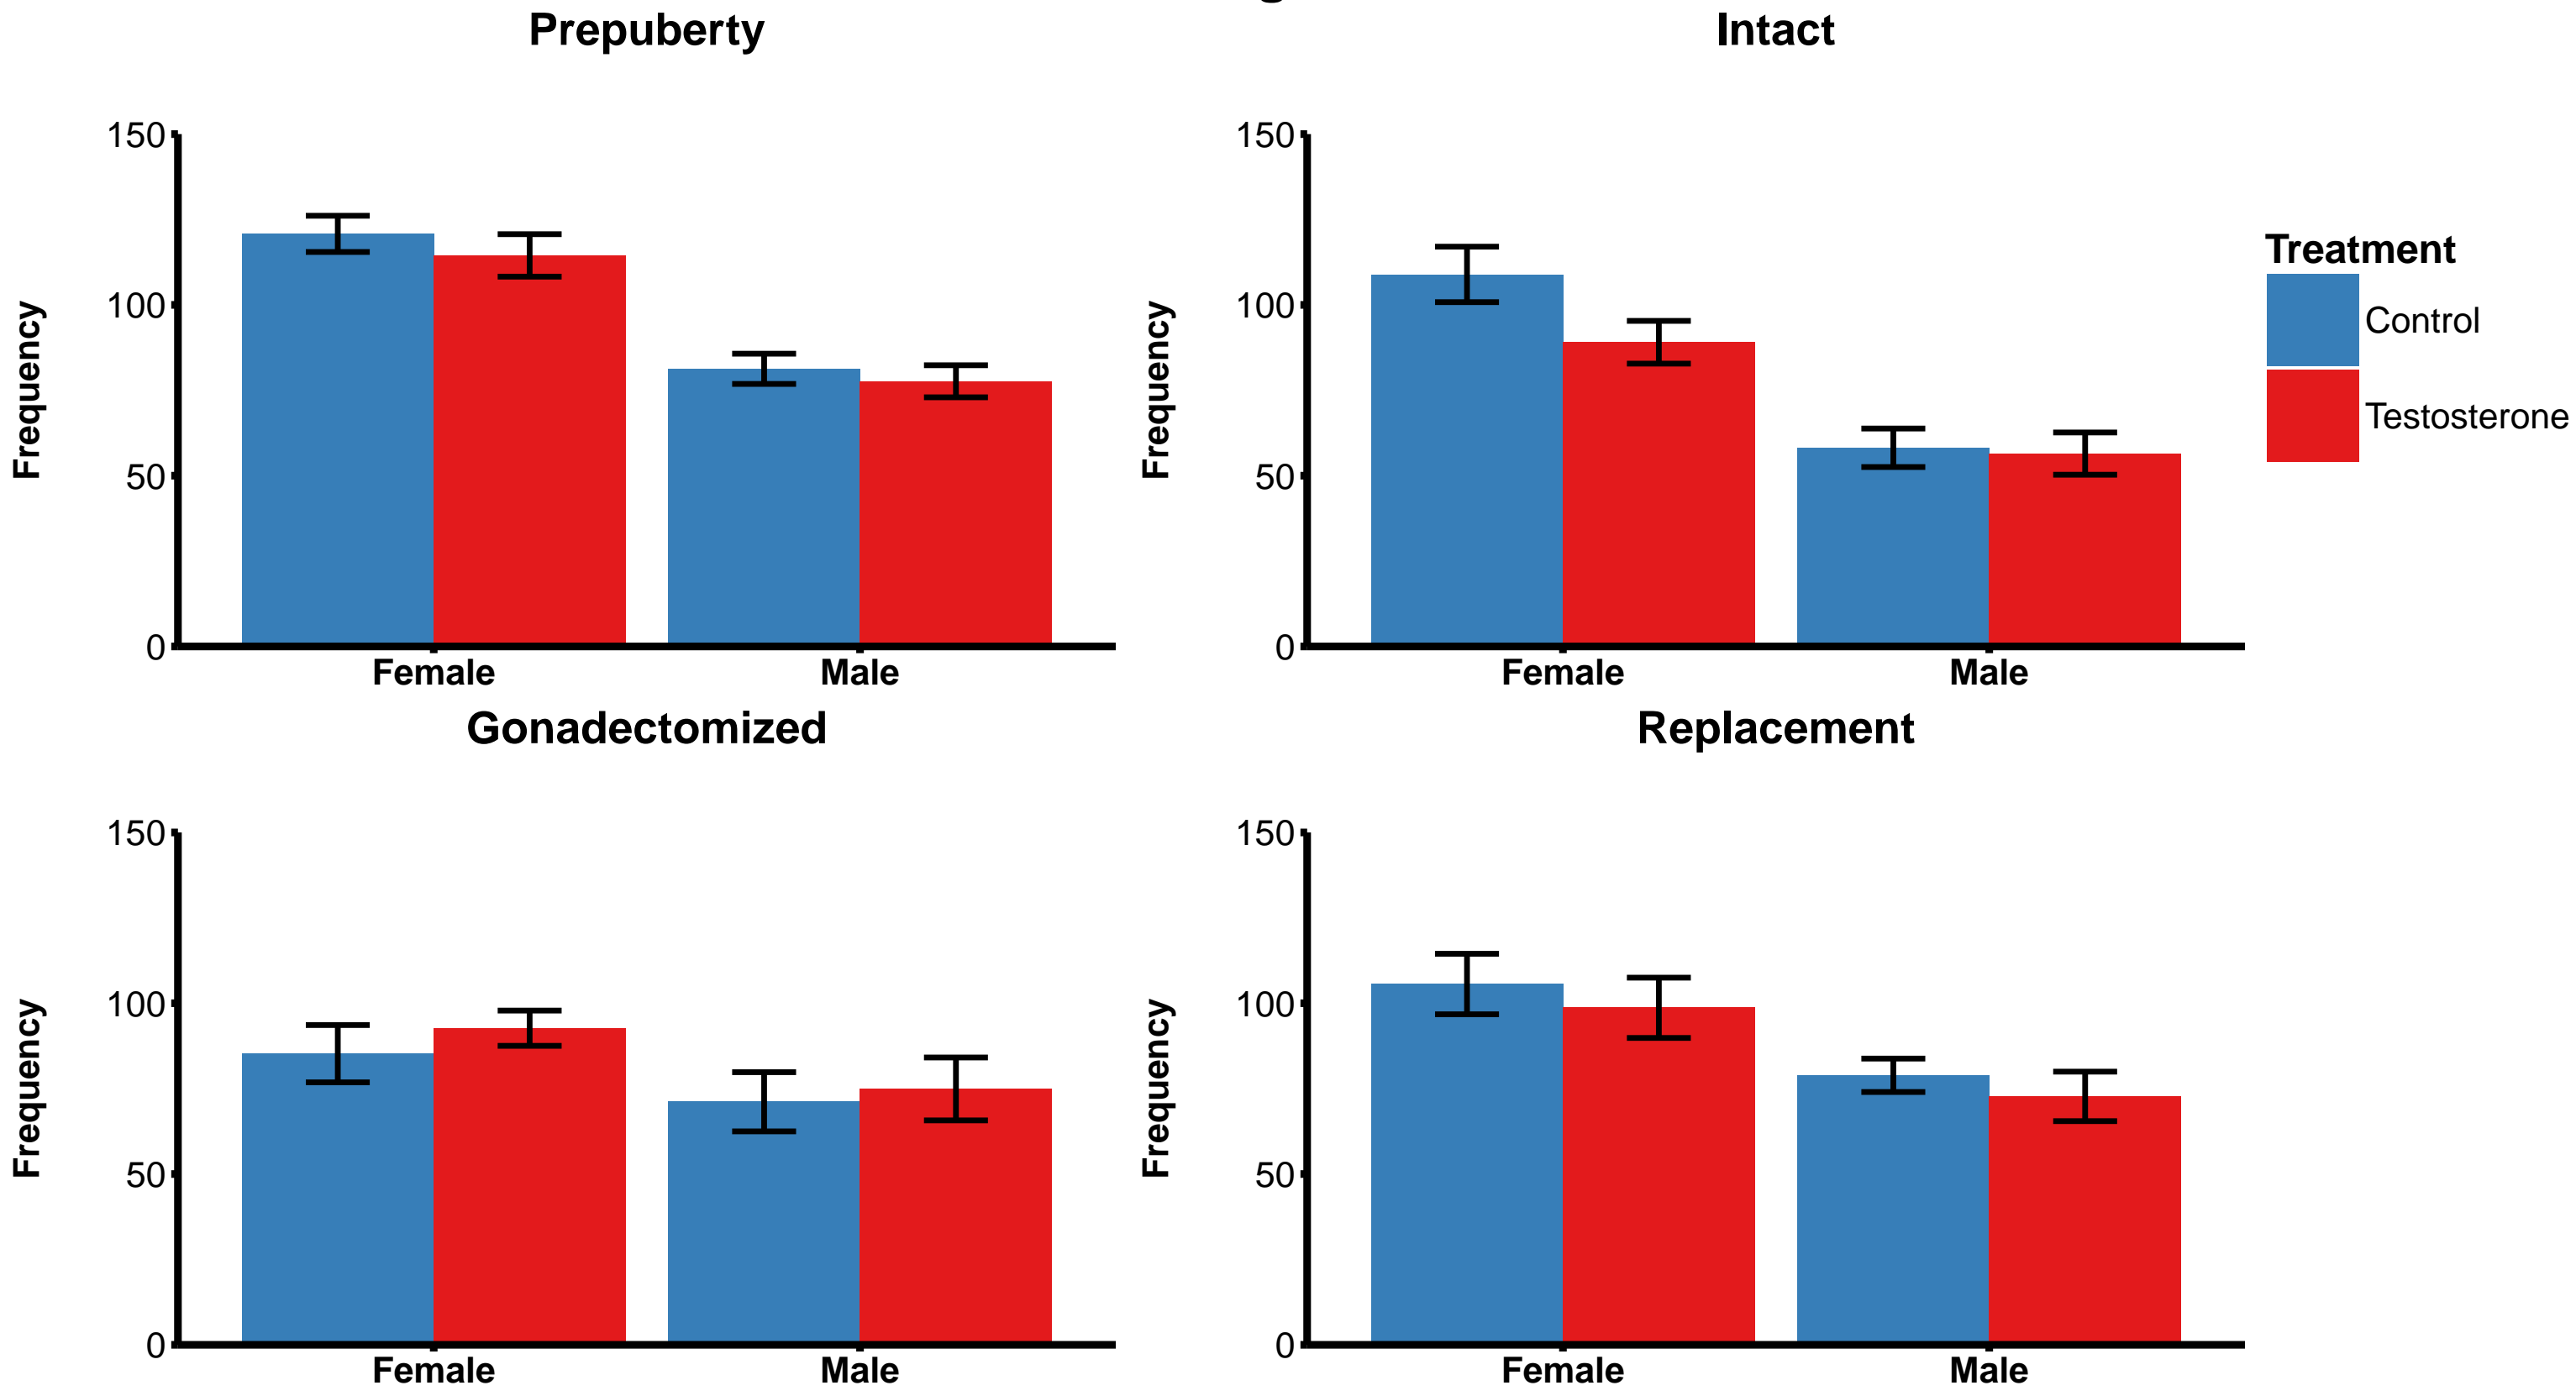 Prepuberty
Intact
150
100
50
0
Frequency
Female
Male
150
100
50
0
Frequency
Female
Male
Treatment
Control
Testosterone
Gonadectomized
Replacement
150
100
50
0
Frequency
Female
Male
150
100
50
0
Frequency
Female
Male